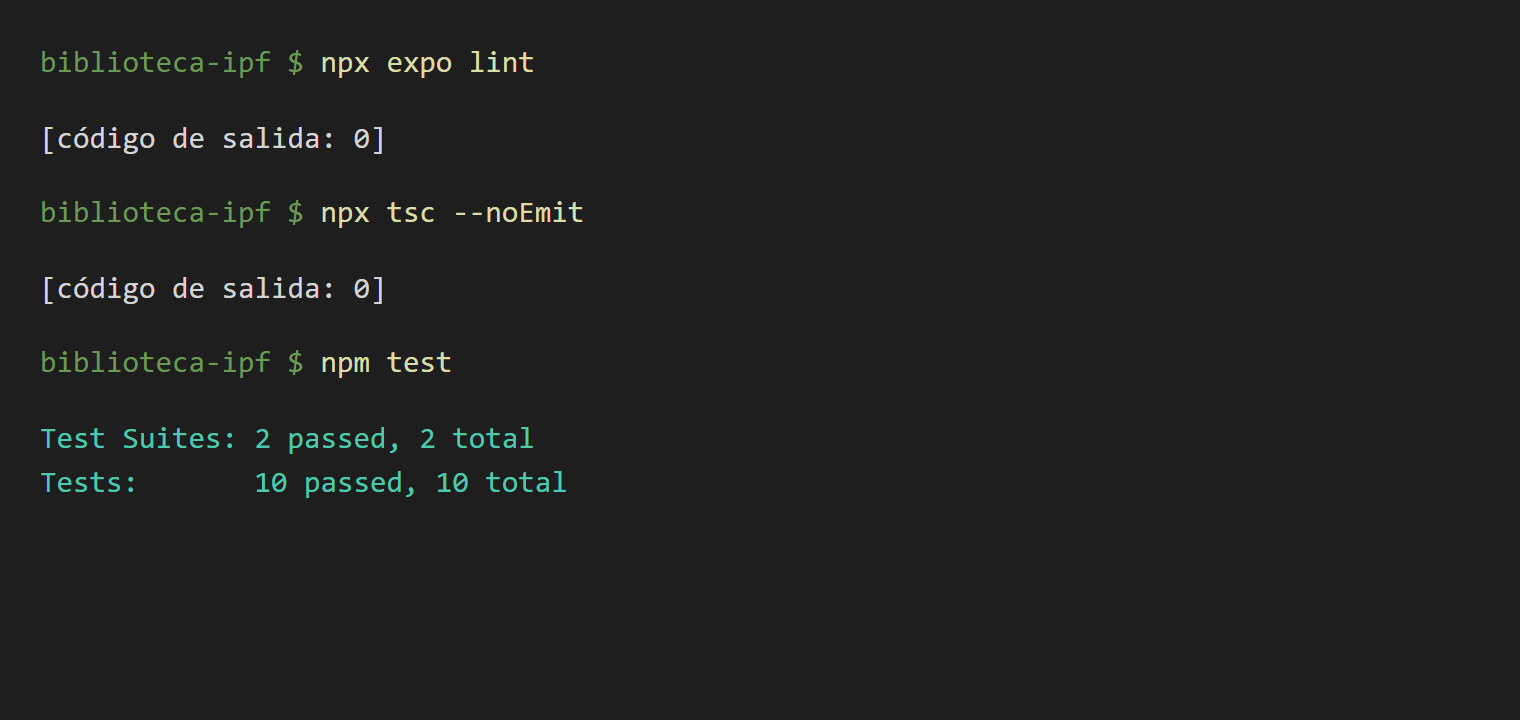 biblioteca-ipf $ npx expo lint
[código de salida: 0]
biblioteca-ipf $ npx tsc --noEmit
[código de salida: 0]
biblioteca-ipf $ npm test
Test Suites: 2 passed, 2 total
Tests:       10 passed, 10 total